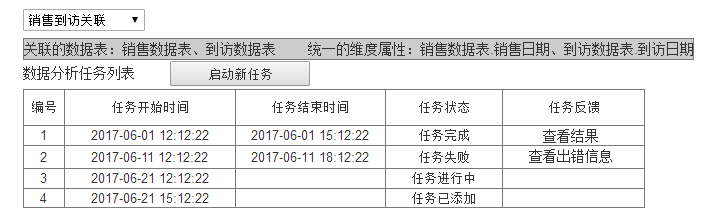 销售到访关联
关联的数据表：销售数据表、到访数据表 统一的维度属性：销售数据表.销售日期、到访数据表.到访日期
数据分析任务列表 启动新任务
编号 任务开始时间 任务结束时间 任务状态 任务反馈
1 2017-06-01 12:12:22 2017-06-01 15:12:22 任务完成 查看结果
2 2017-06-11 12:12:22 2017-06-11 18:12:22 任务失败 查看出错信息
3 2017-06-21 12:12:22 任务进行中
4 2017-06-21 15:12:22 任务已添加